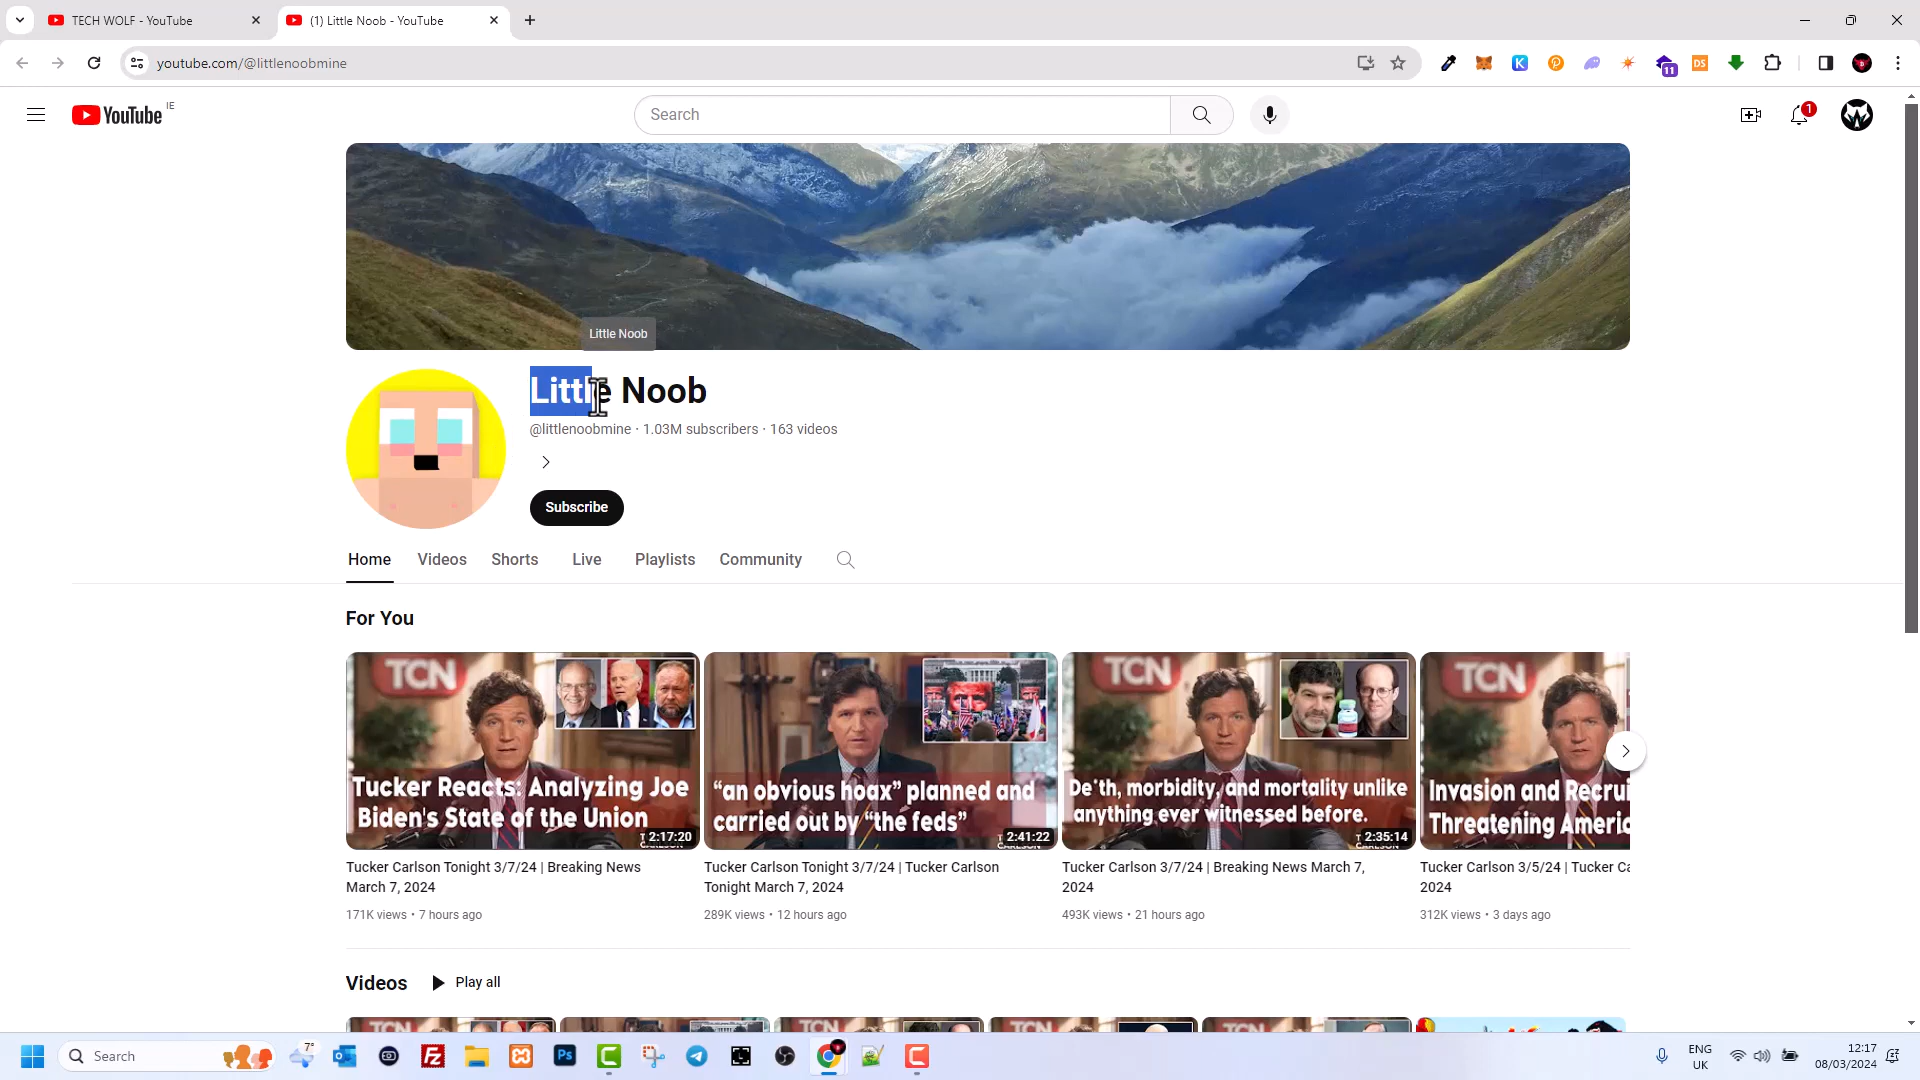 TECH WOLF - YouTube
(1) Little Noob - YouTube
youtube.com/@littlenoobmine
11
DS
YouTube
IE
Search
1
Little Noob
Little Noob
@littlenoobmine · 1.03M subscribers · 163 videos
Subscribe
Home
Videos
Shorts
Live
Playlists
Community
For You
TCN
Tucker Reacts: Analyzing Joe
Biden's State of the Union
2:17:20
"an obvious hoax" planned and
carried out by "the feds"
2:41:22
TCN
De'th, morbidity, and mortality unlike
anything ever witnessed before.
2:35:14
TCN
Invasion and Recrui
Threatening Americ
Tucker Carlson Tonight 3/7/24 | Breaking News
March 7, 2024
171K views • 7 hours ago
Tucker Carlson Tonight 3/7/24 | Tucker Carlson
Tonight March 7, 2024
289K views • 12 hours ago
Tucker Carlson 3/7/24 | Breaking News March 7,
2024
493K views • 21 hours ago
Tucker Carlson 3/5/24 | Tucker Ca
2024
312K views • 3 days ago
Videos
Play all
Search
7°
Ps
ENG
UK
12:17
08/03/2024